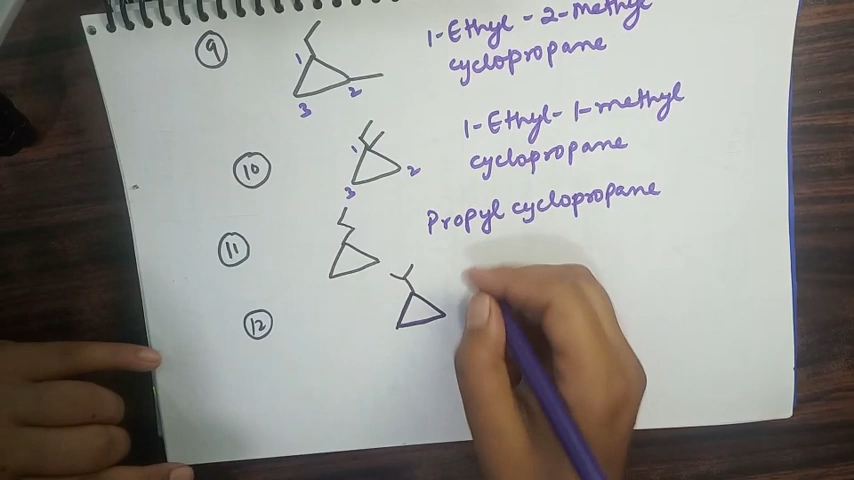 9
1
2
3
1-Ethyl-2-Methyl
cyclopropane
10
1
2
3
1-Ethyl-1-methyl
cyclopropane
11
Propyl cyclopropane
12